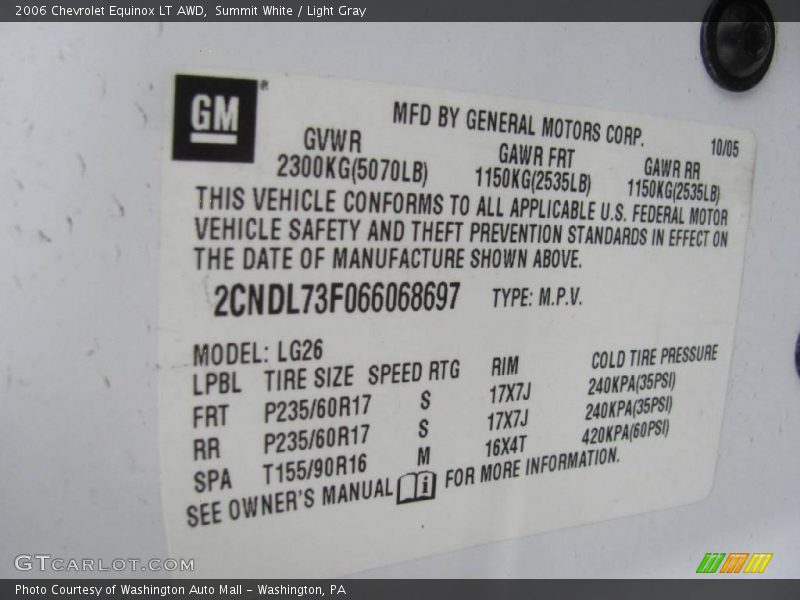 2006 Chevrolet Equinox LT AWD, Summit White / Light Gray
GM®
MFD BY GENERAL MOTORS CORP.
10/05
GVWR GAWR FRT GAWR RR
2300KG(5070LB) 1150KG(2535LB) 1150KG(2535LB)
THIS VEHICLE CONFORMS TO ALL APPLICABLE U.S. FEDERAL MOTOR
VEHICLE SAFETY AND THEFT PREVENTION STANDARDS IN EFFECT ON
THE DATE OF MANUFACTURE SHOWN ABOVE.
2CNDL73F066068697 TYPE: M.P.V.
MODEL: LG26
LPBL TIRE SIZE SPEED RTG RIM COLD TIRE PRESSURE
FRT P235/60R17 S 17X7J 240KPA(35PSI)
RR P235/60R17 S 17X7J 240KPA(35PSI)
SPA T155/90R16 M 16X4T 420KPA(60PSI)
SEE OWNER'S MANUAL i FOR MORE INFORMATION.
GTCARLOT.COM
Photo Courtesy of Washington Auto Mall - Washington, PA